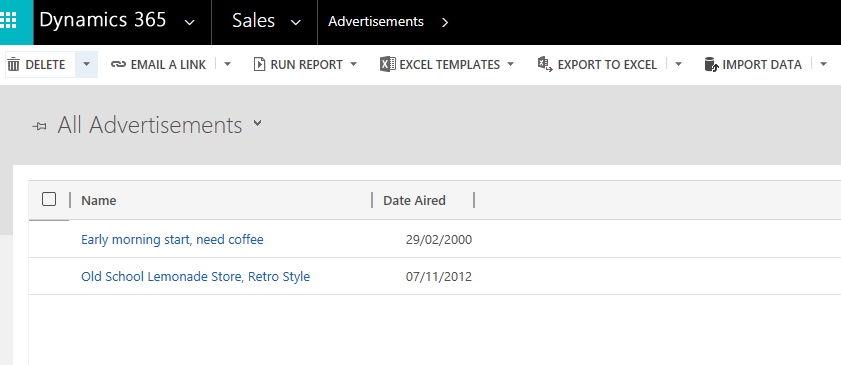 Dynamics 365 Sales Advertisements
DELETE EMAIL A LINK RUN REPORT EXCEL TEMPLATES EXPORT TO EXCEL IMPORT DATA
All Advertisements
Name Date Aired
Early morning start, need coffee 29/02/2000
Old School Lemonade Store, Retro Style 07/11/2012